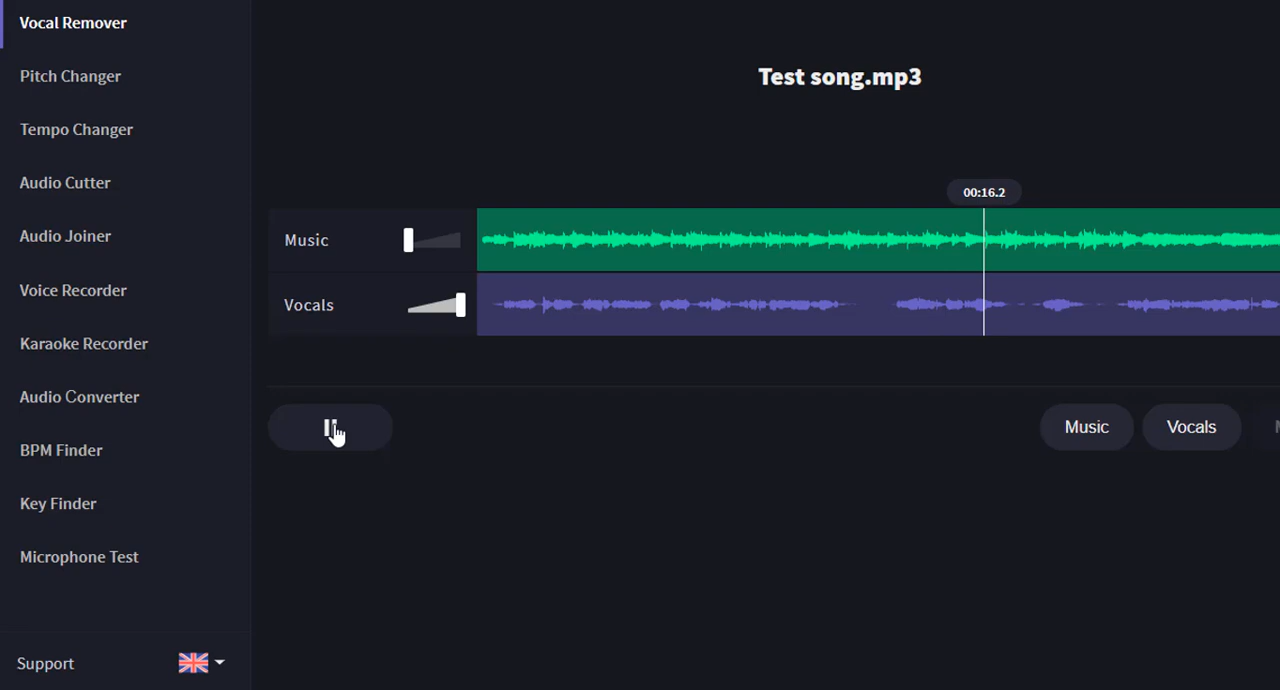 Vocal Remover
Pitch Changer
Tempo Changer
Audio Cutter
Audio Joiner
Voice Recorder
Karaoke Recorder
Audio Converter
BPM Finder
Key Finder
Microphone Test
Support
Test song.mp3
00:16.2
Music
Vocals
Music
Vocals